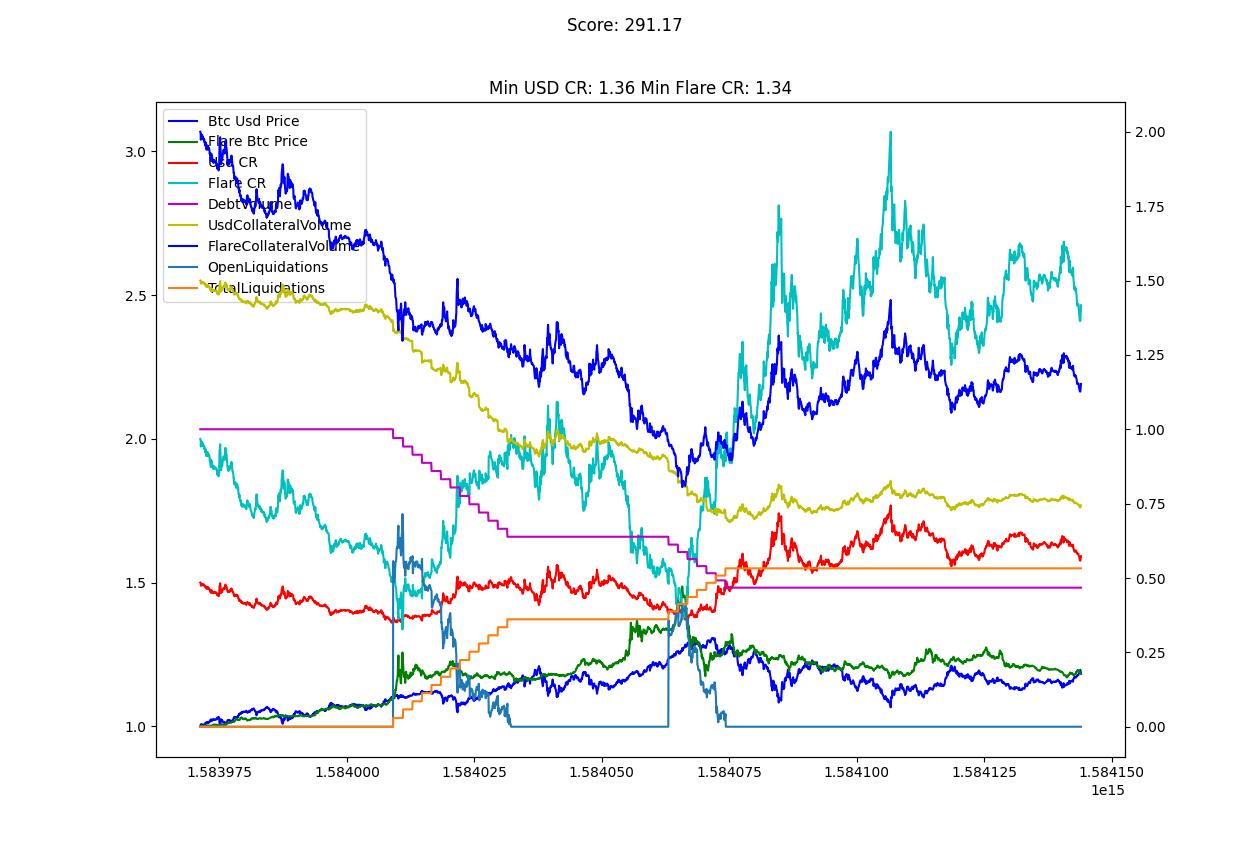 Score: 291.17
Min USD CR: 1.36 Min Flare CR: 1.34
Btc Usd Price
Flare Btc Price
Usd CR
Flare CR
DebtVolume
UsdCollateralVolume
FlareCollateralVolume
OpenLiquidations
TotalLiquidations
3.0
2.5
2.0
1.5
1.0
2.00
1.75
1.50
1.25
1.00
0.75
0.50
0.25
0.00
1.583975
1.584000
1.584025
1.584050
1.584075
1.584100
1.584125
1.584150
1e15